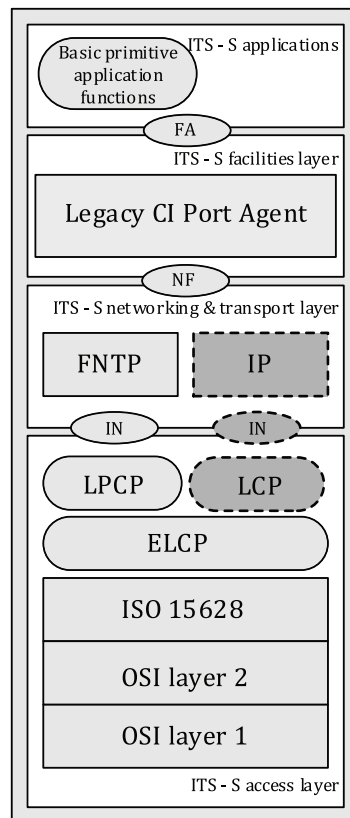 ITS - S applications
Basic primitive
application
functions
FA
ITS - S facilities layer
Legacy CI Port Agent
NF
ITS - S networking & transport layer
FNTP
IP
IN
IN
LPCP
LCP
ELCP
ISO 15628
OSI layer 2
OSI layer 1
ITS - S access layer